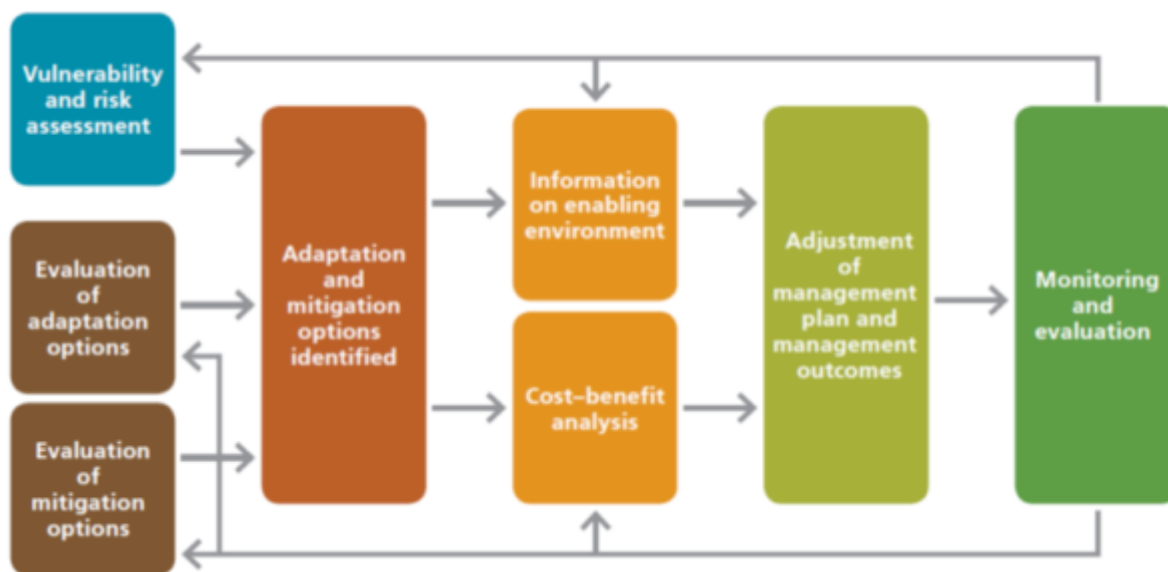 Vulnerability
and risk
assessment
Evaluation
of
adaptation
options
Evaluation
of
mitigation
options
Adaptation
and
mitigation
options
identified
Information
on enabling
environment
Cost–benefit
analysis
Adjustment
of
management
plan and
management
outcomes
Monitoring
and
evaluation